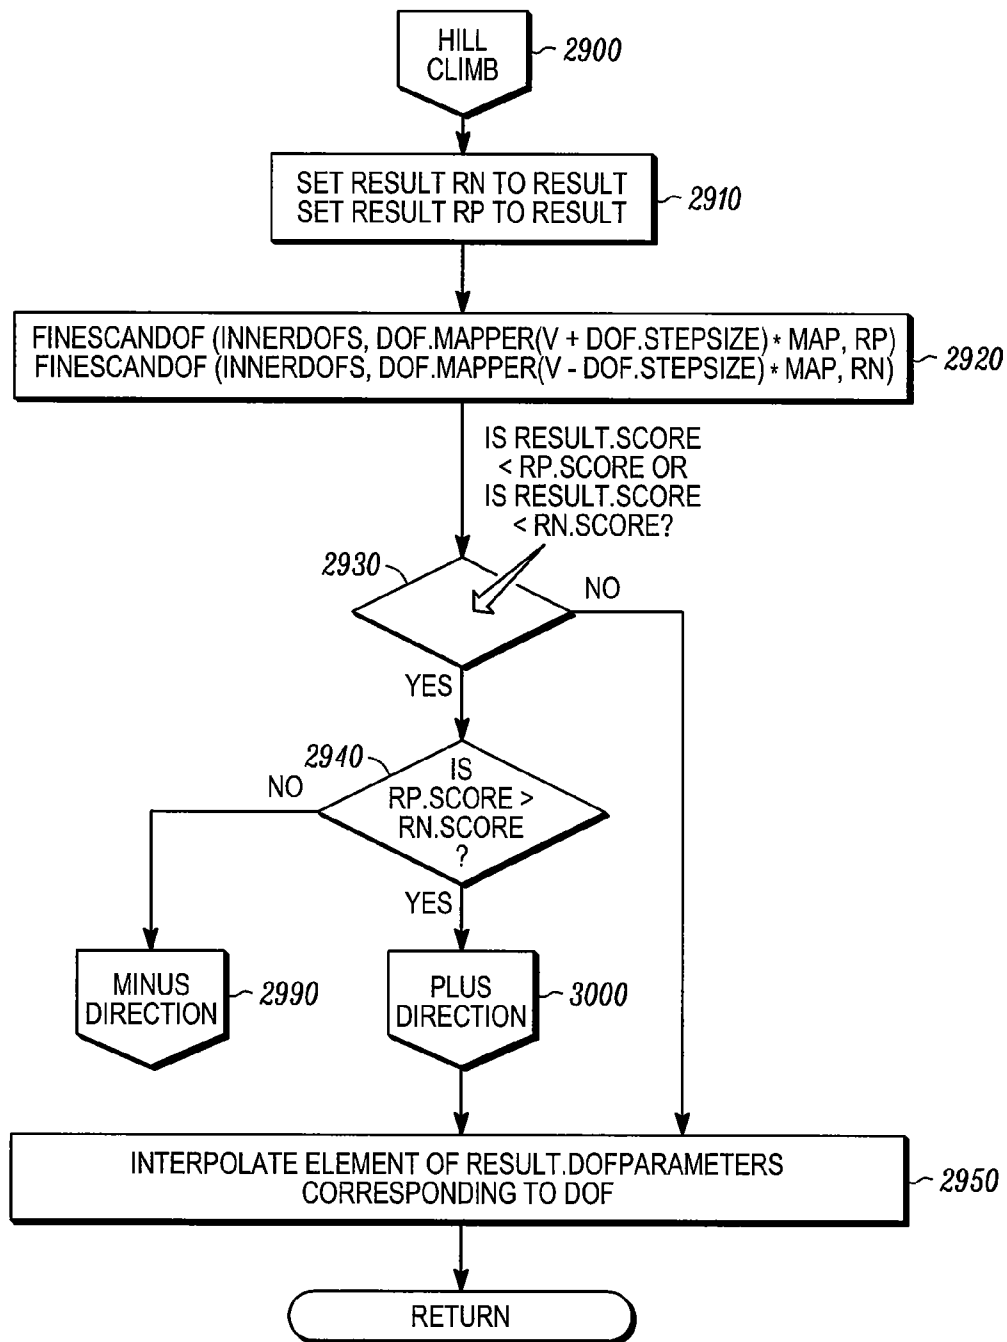 HILL
CLIMB
2900
SET RESULT RN TO RESULT
SET RESULT RP TO RESULT
2910
FINESCANDOF (INNERDOFS, DOF.MAPPER(V + DOF.STEPSIZE) * MAP, RP)
FINESCANDOF (INNERDOFS, DOF.MAPPER(V - DOF.STEPSIZE) * MAP, RN)
2920
IS RESULT.SCORE
< RP.SCORE OR
IS RESULT.SCORE
< RN.SCORE?
2930
NO
YES
2940
NO
IS
RP.SCORE >
RN.SCORE
?
YES
MINUS
DIRECTION
2990
PLUS
DIRECTION
3000
INTERPOLATE ELEMENT OF RESULT.DOFPARAMETERS
CORRESPONDING TO DOF
2950
RETURN